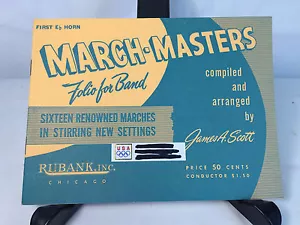 FIRST Eb HORN
MARCH-MASTERS
Folio for Band
compiled
and
arranged
by
SIXTEEN RENOWNED MARCHES
IN STIRRING NEW SETTINGS
James A. Scott
USA
RUBANK, INC.
CHICAGO
PRICE 50 CENTS
CONDUCTOR $1.50